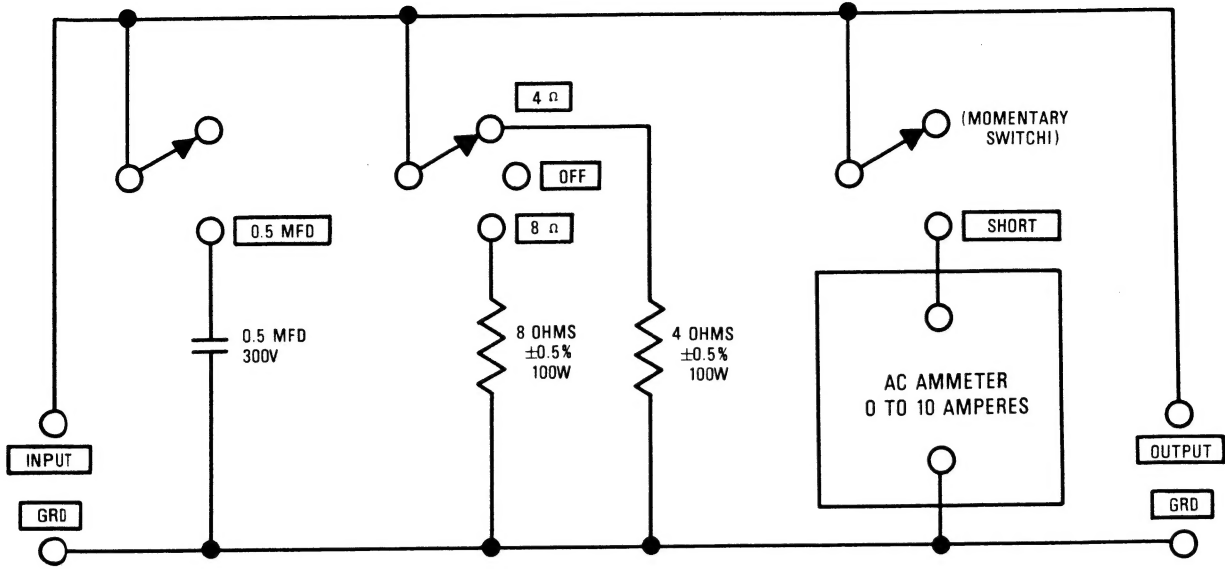 4 Ω
(MOMENTARY
SWITCHI)
OFF
0.5 MFD
8 Ω
SHORT
0.5 MFD
300V
8 OHMS
±0.5%
100W
4 OHMS
±0.5%
100W
AC AMMETER
0 TO 10 AMPERES
INPUT
OUTPUT
GRD
GRD